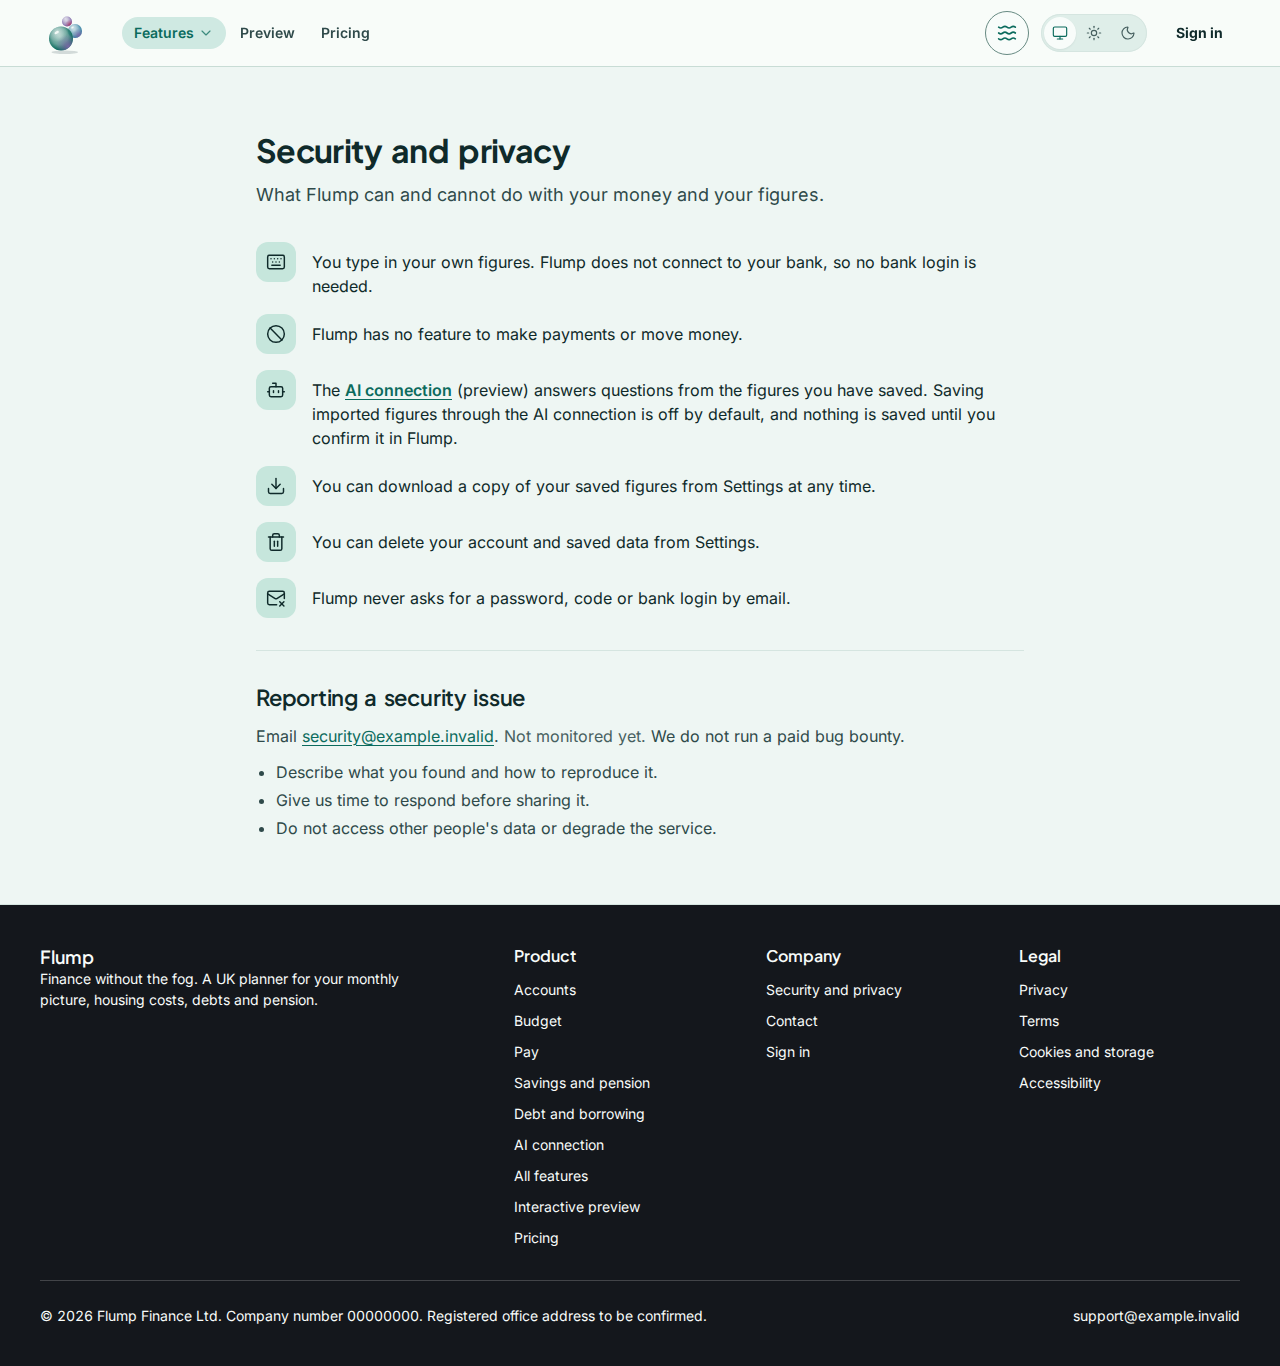 Features
Preview
Pricing
Sign in
Security and privacy
What Flump can and cannot do with your money and your figures.
You type in your own figures. Flump does not connect to your bank, so no bank login is
needed.
Flump has no feature to make payments or move money.
The AI connection (preview) answers questions from the figures you have saved. Saving
imported figures through the AI connection is off by default, and nothing is saved until you
confirm it in Flump.
You can download a copy of your saved figures from Settings at any time.
You can delete your account and saved data from Settings.
Flump never asks for a password, code or bank login by email.
Reporting a security issue
Email security@example.invalid. Not monitored yet. We do not run a paid bug bounty.
• Describe what you found and how to reproduce it.
• Give us time to respond before sharing it.
• Do not access other people's data or degrade the service.
Flump
Finance without the fog. A UK planner for your monthly
picture, housing costs, debts and pension.
Product
Accounts
Budget
Pay
Savings and pension
Debt and borrowing
AI connection
All features
Interactive preview
Pricing
Company
Security and privacy
Contact
Sign in
Legal
Privacy
Terms
Cookies and storage
Accessibility
© 2026 Flump Finance Ltd. Company number 00000000. Registered office address to be confirmed.
support@example.invalid